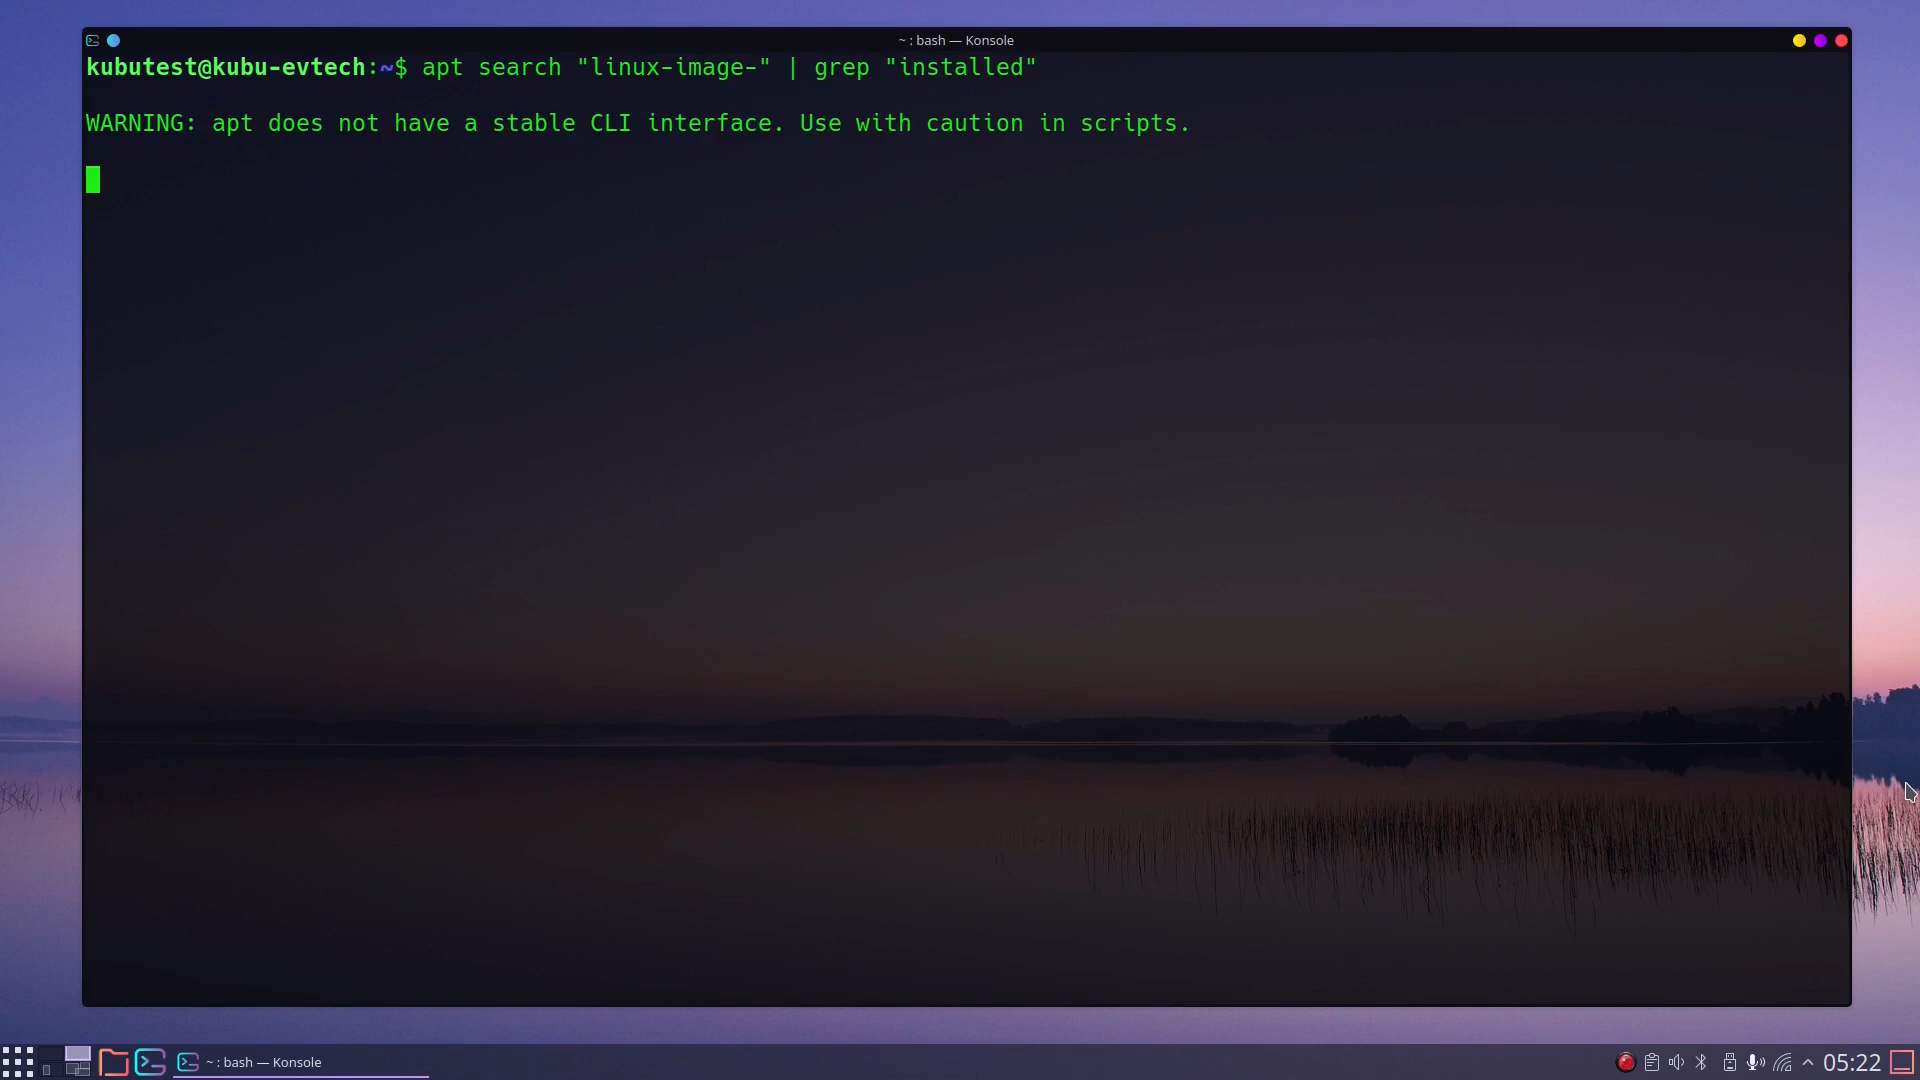 ~ : bash — Konsole
kubutest@kubu-evtech:~$ apt search "linux-image-" | grep "installed"
WARNING: apt does not have a stable CLI interface. Use with caution in scripts.
~ : bash — Konsole
05:22